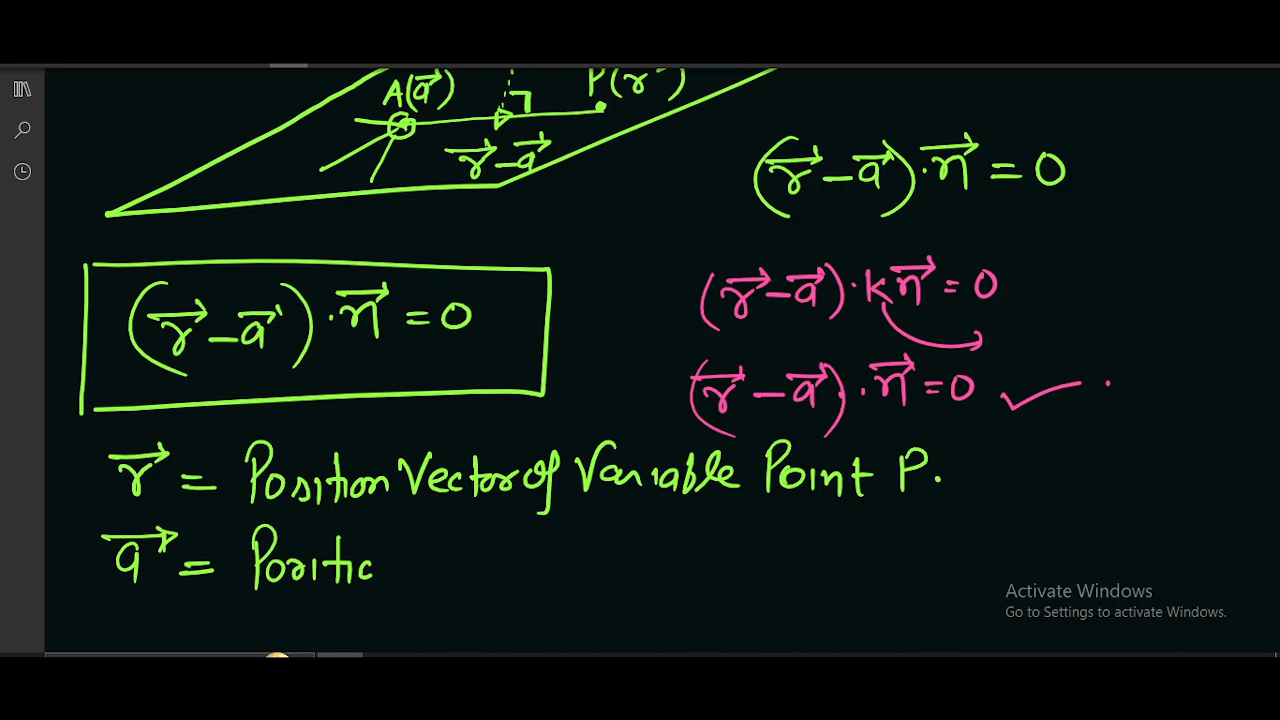 A(a⃗) P(r⃗)
r⃗-a⃗
(r⃗-a⃗)·n⃗=0
(r⃗-a⃗)·kn⃗=0
(r⃗-a⃗)·n⃗=0
(r⃗-a⃗)·n⃗=0 ✓
r⃗ = Position Vector of Variable Point P.
a⃗ = Positic
Activate Windows
Go to Settings to activate Windows.